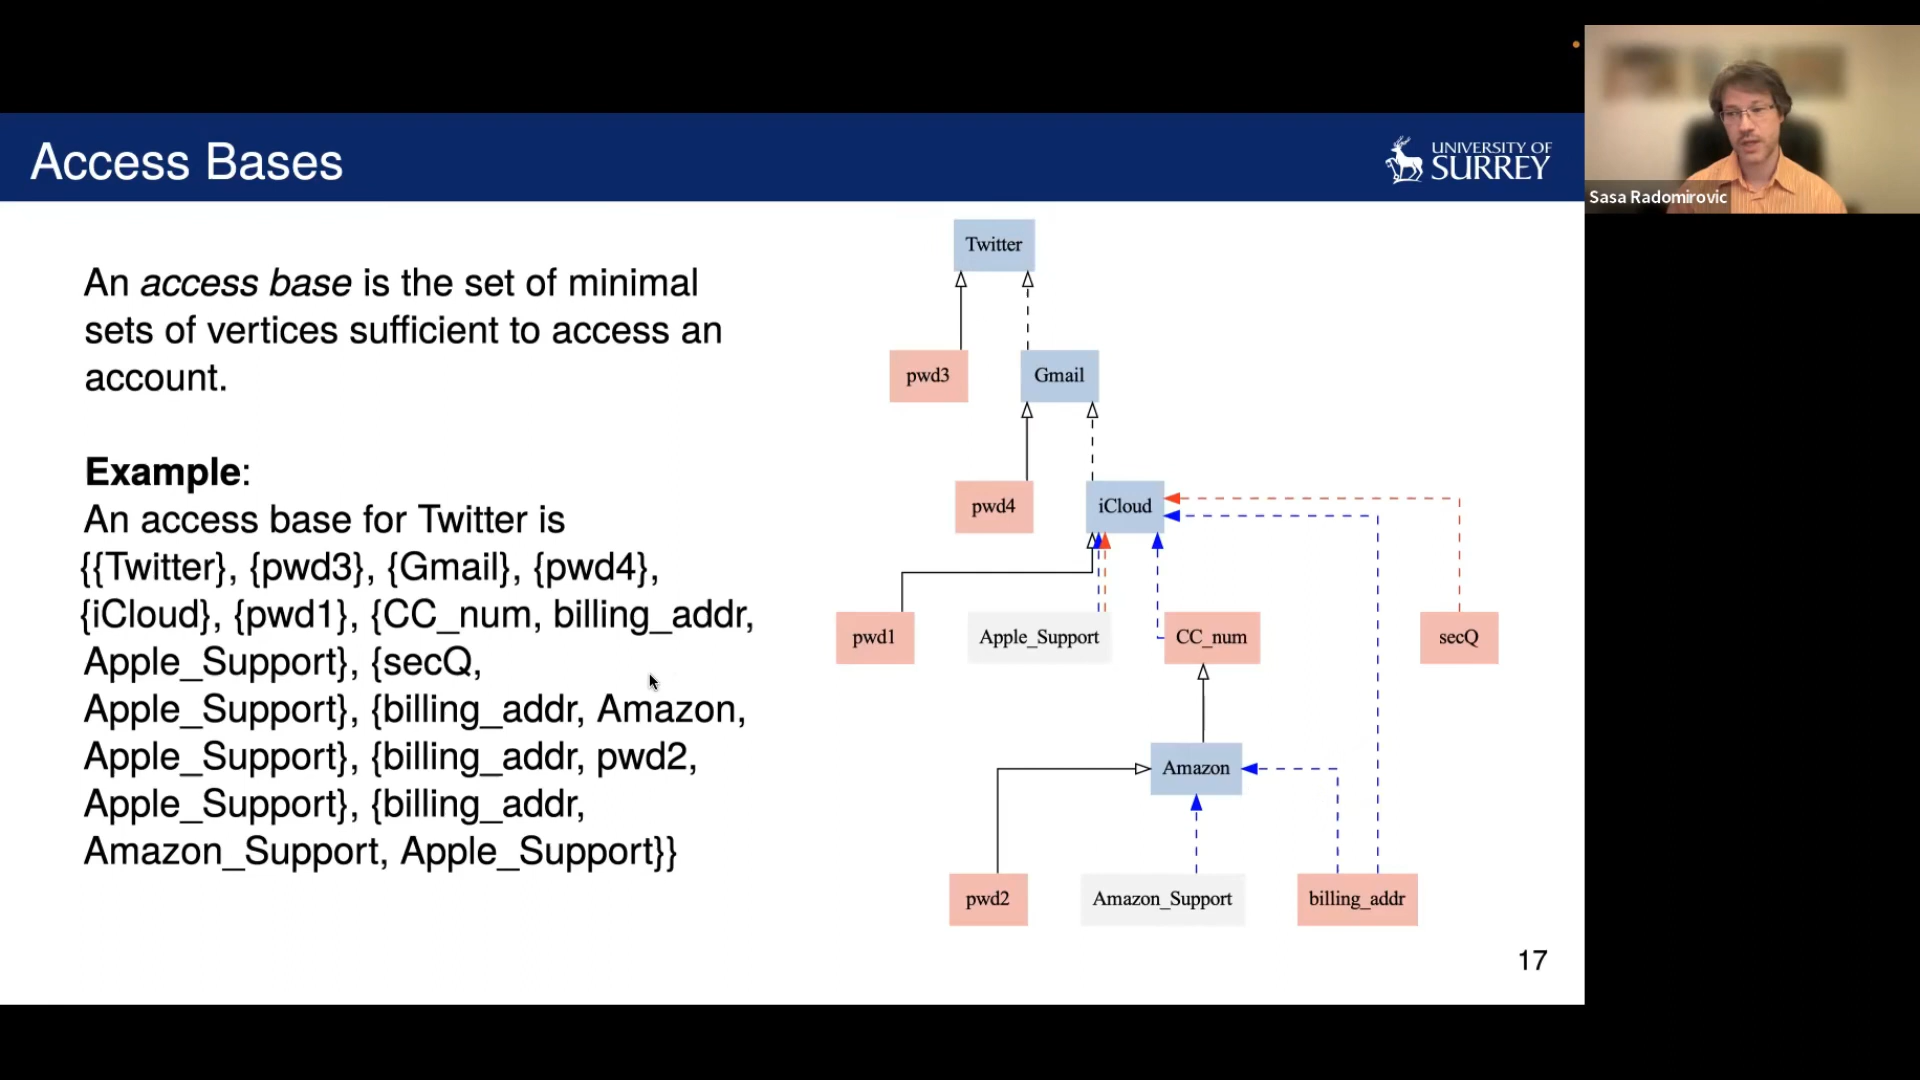 Access Bases
UNIVERSITY OF
SURREY
Sasa Radomirovic
An access base is the set of minimal
sets of vertices sufficient to access an
account.
Example:
An access base for Twitter is
{{Twitter}, {pwd3}, {Gmail}, {pwd4},
{iCloud}, {pwd1}, {CC_num, billing_addr,
Apple_Support}, {secQ,
Apple_Support}, {billing_addr, Amazon,
Apple_Support}, {billing_addr, pwd2,
Apple_Support}, {billing_addr,
Amazon_Support, Apple_Support}}
Twitter
pwd3
Gmail
pwd4
iCloud
pwd1
Apple_Support
CC_num
secQ
Amazon
pwd2
Amazon_Support
billing_addr
17